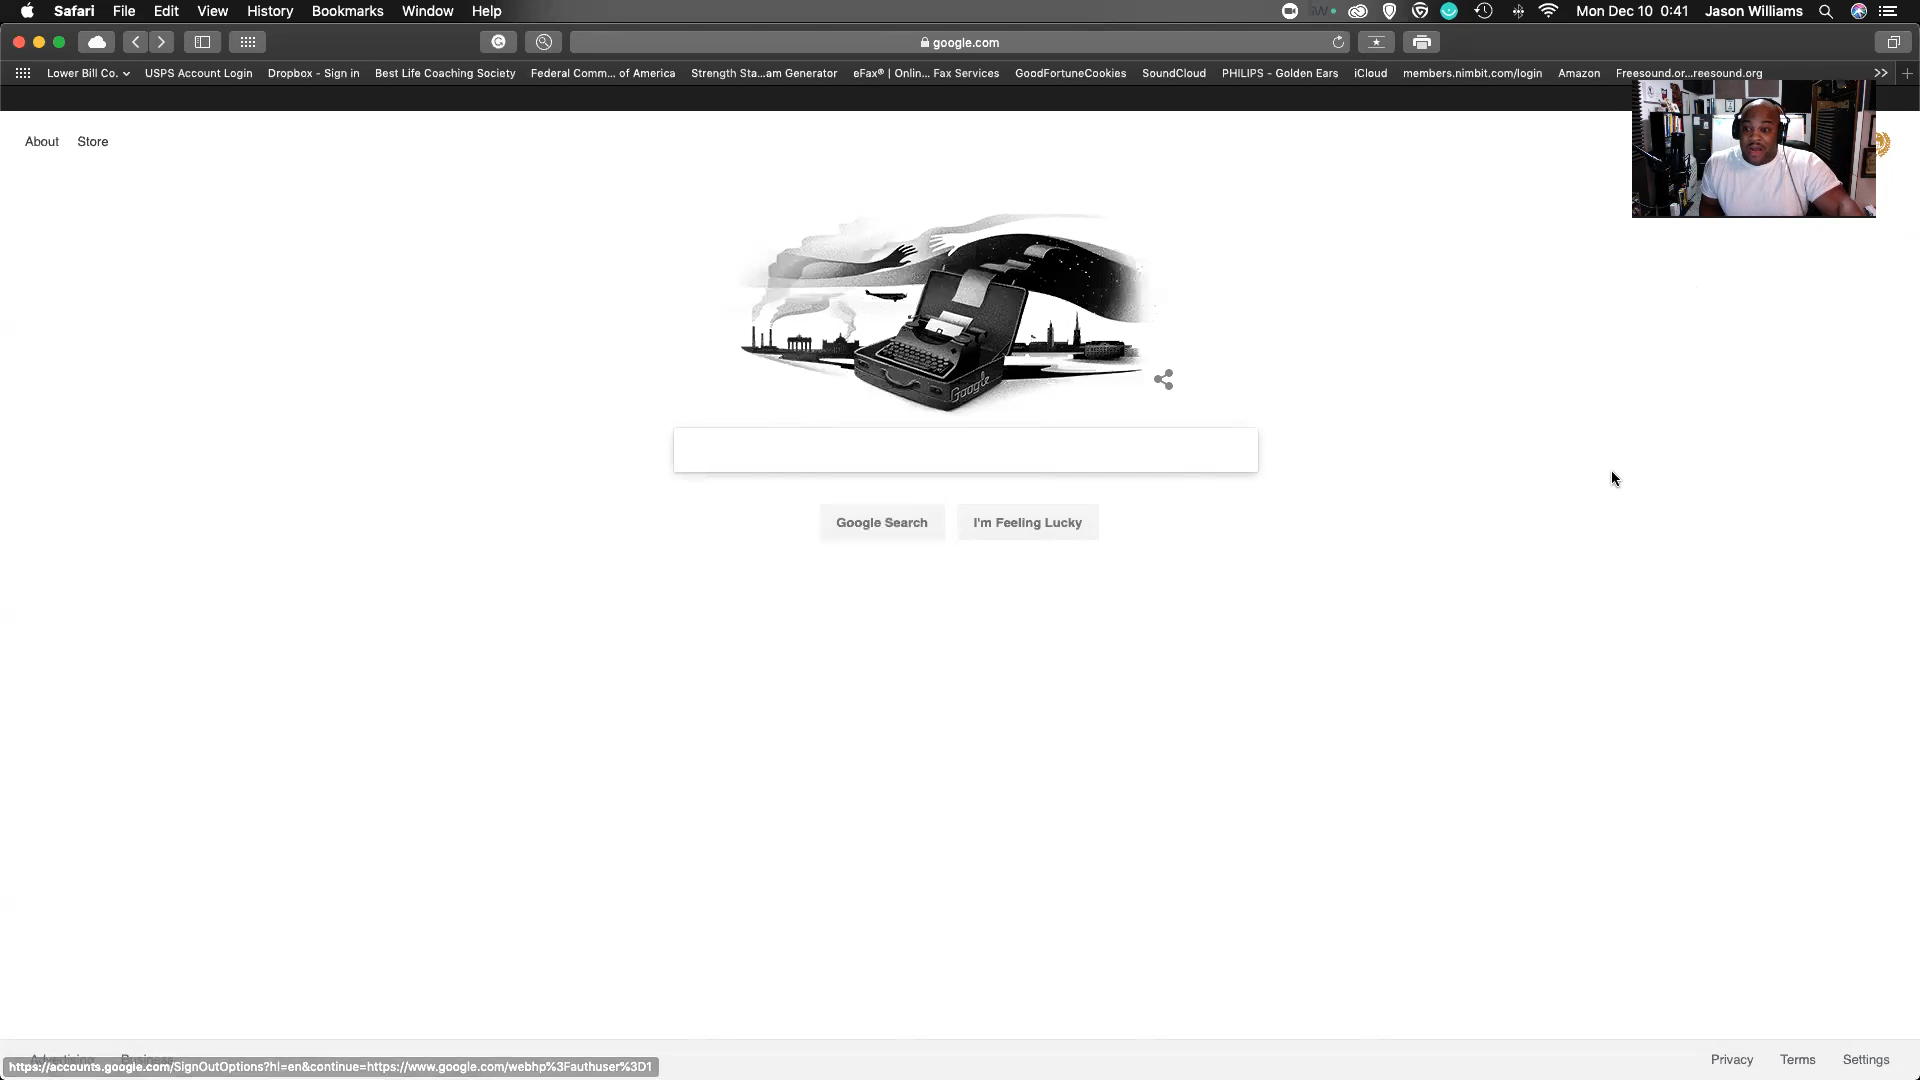 Safari File Edit View History Bookmarks Window Help Mon Dec 10 0:41 Jason Williams
google.com
Lower Bill Co. USPS Account Login Dropbox - Sign in Best Life Coaching Society Federal Comm... of America Strength Sta...am Generator eFax® | Onlin... Fax Services GoodFortuneCookies SoundCloud PHILIPS - Golden Ears iCloud members.nimbit.com/login Amazon Freesound.or...reesound.org
About Store
Google
Google Search I'm Feeling Lucky
Advertising Business Privacy Terms Settings
https://accounts.google.com/SignOutOptions?hl=en&continue=https://www.google.com/webhp%3Fauthuser%3D1